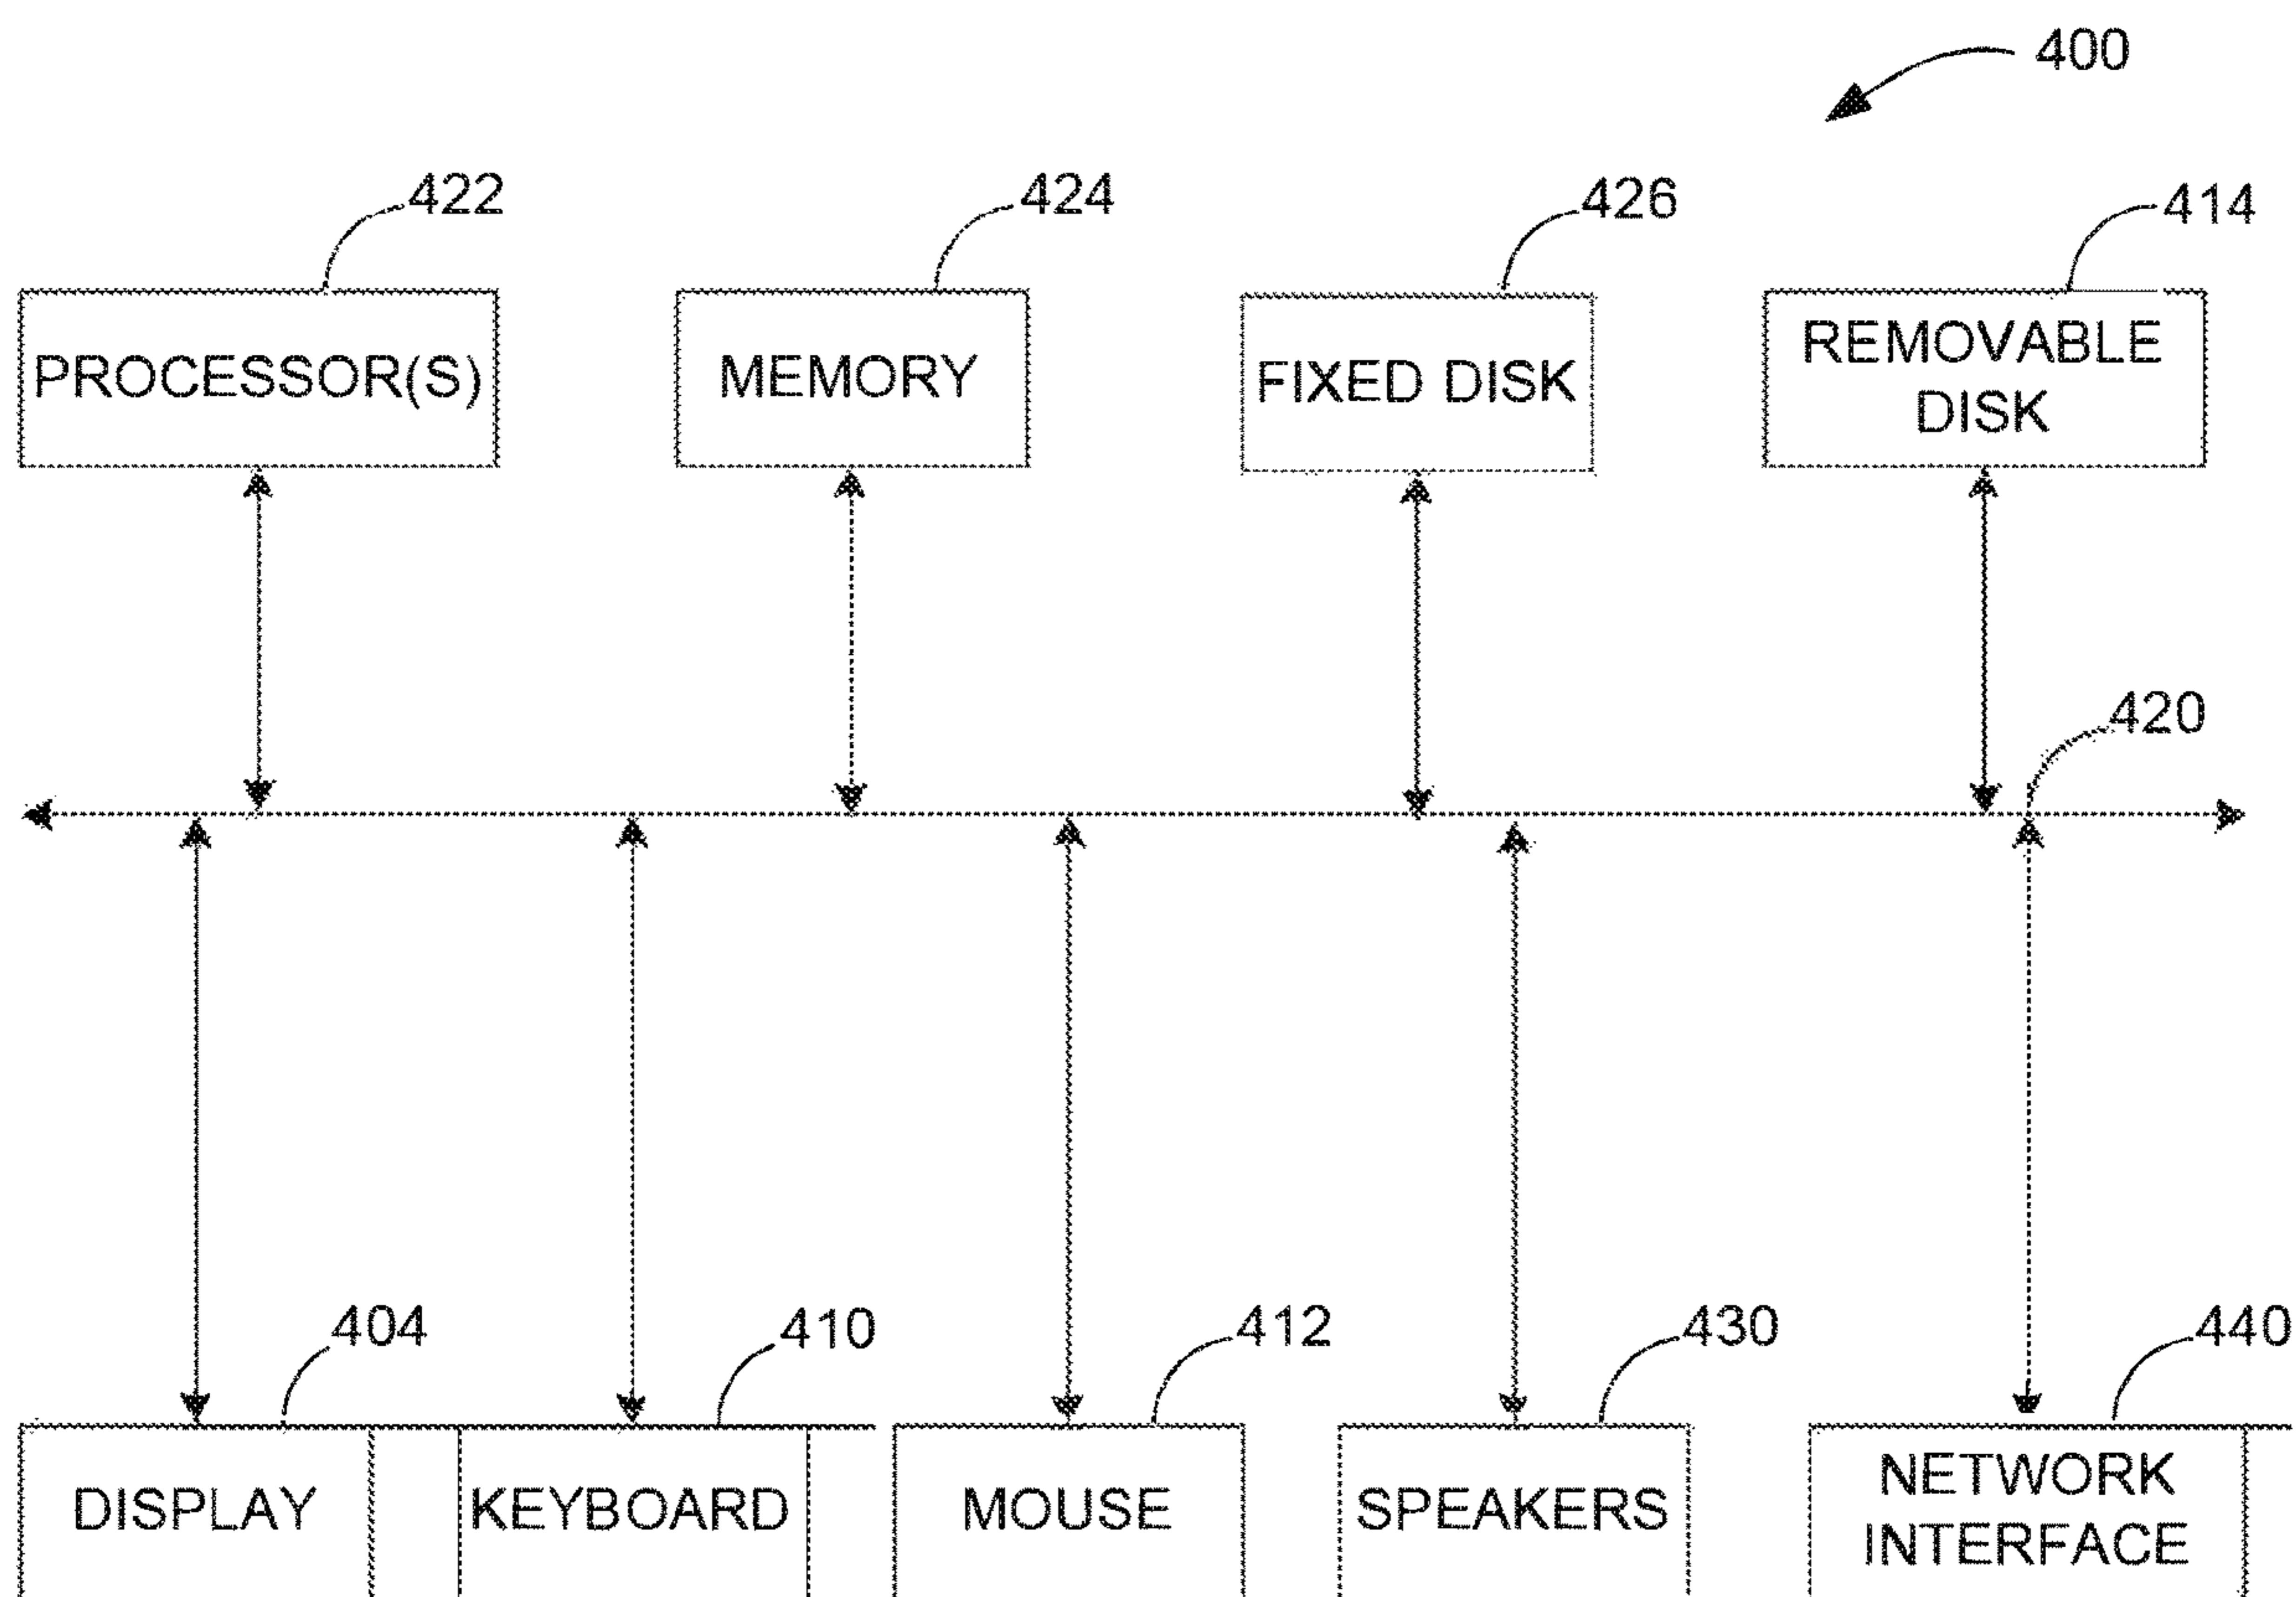 400
422
424
426
414
PROCESSOR(S)
MEMORY
FIXED DISK
REMOVABLE
DISK
420
404
410
412
430
440
DISPLAY
KEYBOARD
MOUSE
SPEAKERS
NETWORK
INTERFACE